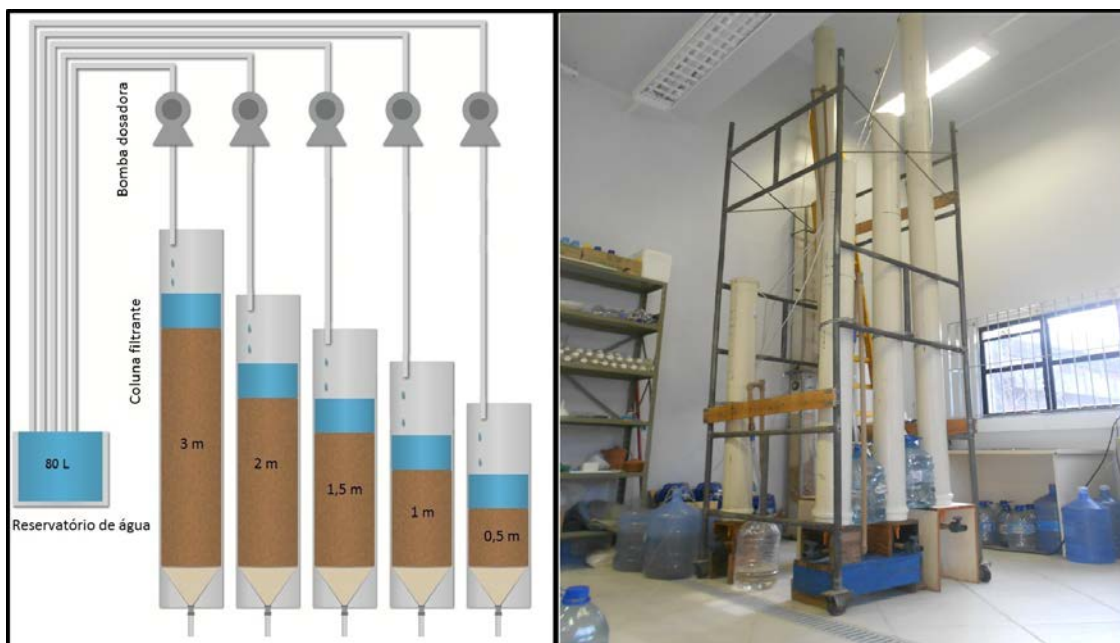 Bomba dosadora
Coluna filtrante
3 m
2 m
1,5 m
1 m
0,5 m
80 L
Reservatório de água